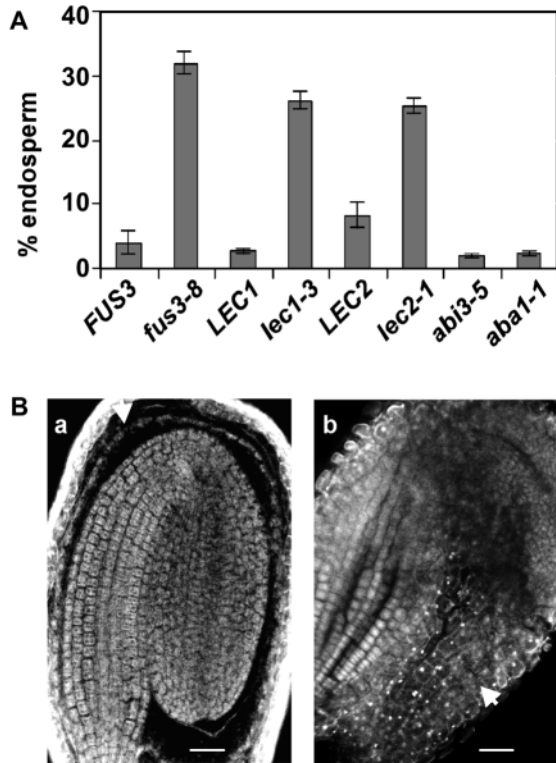 A
% endosperm
40
30
20
10
0
FUS3
fus3-8
LEC1
lec1-3
LEC2
lec2-1
abi3-5
aba1-1
B
a
b